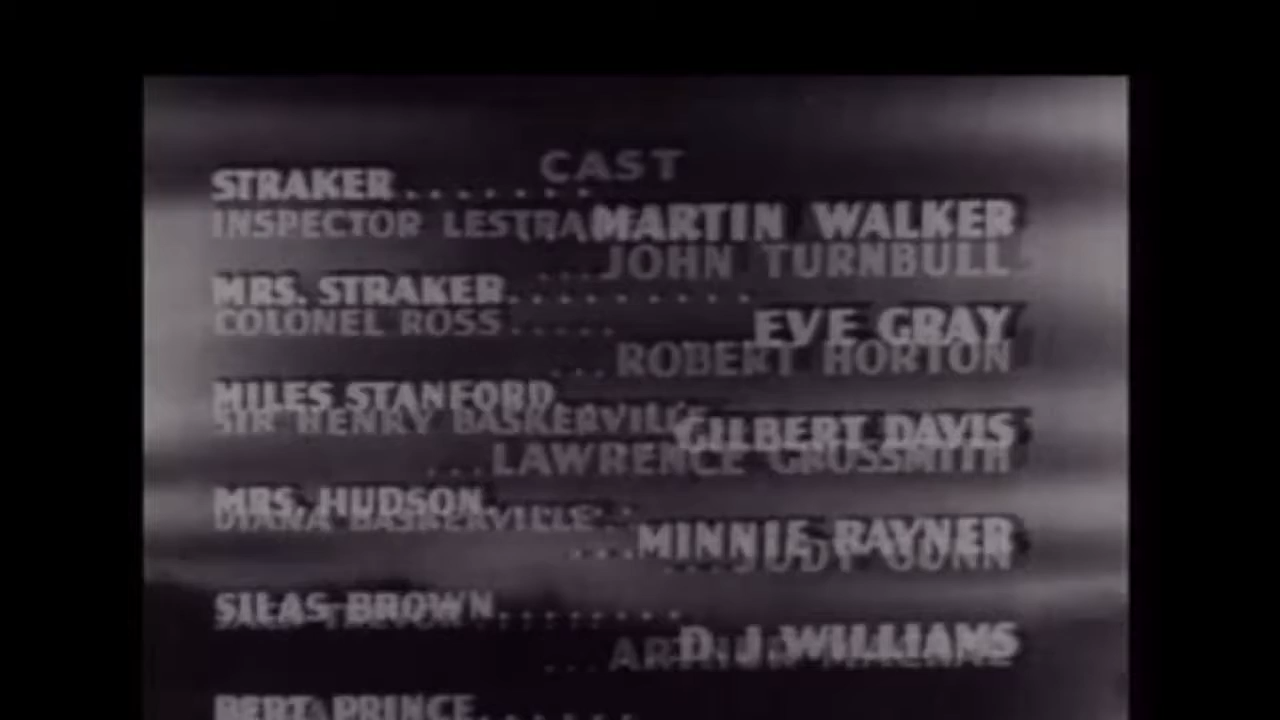 CAST
STRAKER.......
INSPECTOR
MARTIN WALKER
...JOHN TURNBULL
MRS. STRAKER..........
COLONEL ROSS.....
EVE GRAY
...ROBERT HORTON
MILES STANFORD
SIR HENRY BASKERVILLE
GILBERT DAVIS
...LAWRENCE GROSSMITH
MRS. HUDSON
DIANA BASKERVILLE
...MINNIE RAYNER
JUDY GUNN
SILAS BROWN.........
D. J. WILLIAMS
BERT PRINCE.......